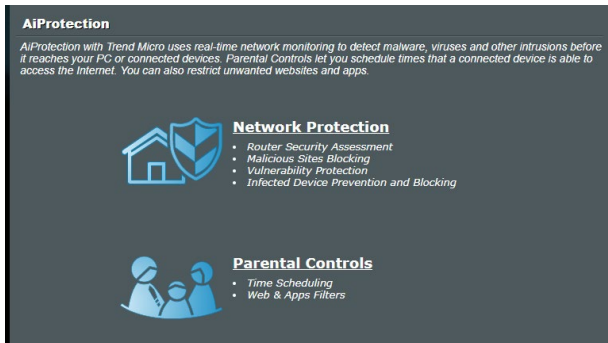 AiProtection
AiProtection with Trend Micro uses real-time network monitoring to detect malware, viruses and other intrusions before
it reaches your PC or connected devices. Parental Controls let you schedule times that a connected device is able to
access the Internet. You can also restrict unwanted websites and apps.
Network Protection
• Router Security Assessment
• Malicious Sites Blocking
• Vulnerability Protection
• Infected Device Prevention and Blocking
Parental Controls
• Time Scheduling
• Web & Apps Filters